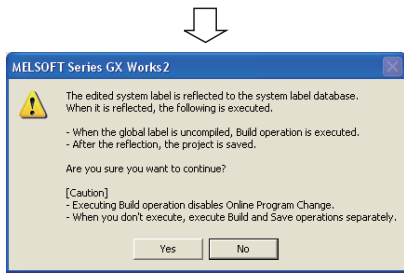 MELSOFT Series GX Works2
The edited system label is reflected to the system label database.
When it is reflected, the following is executed.
- When the global label is uncompiled, Build operation is executed.
- After the reflection, the project is saved.
Are you sure you want to continue?
[Caution]
- Executing Build operation disables Online Program Change.
- When you don't execute, execute Build and Save operations separately.
Yes
No